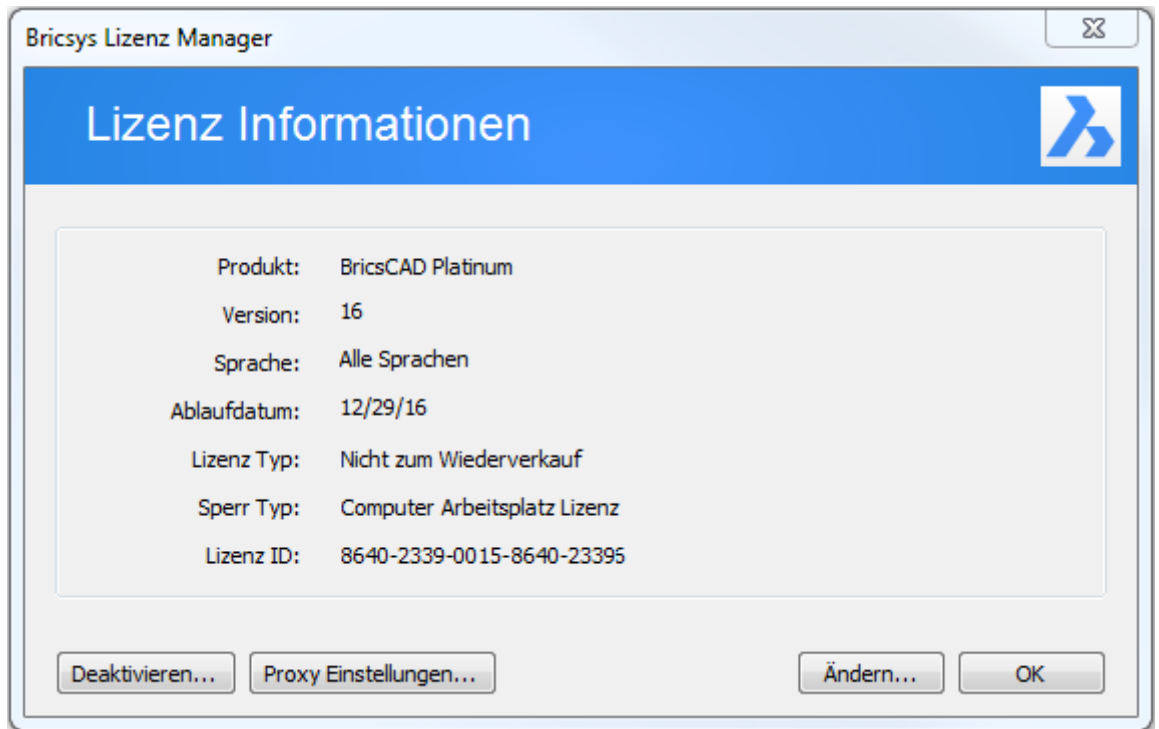 Bricsys Lizenz Manager
Lizenz Informationen
Produkt: BricsCAD Platinum
Version: 16
Sprache: Alle Sprachen
Ablaufdatum: 12/29/16
Lizenz Typ: Nicht zum Wiederverkauf
Sperr Typ: Computer Arbeitsplatz Lizenz
Lizenz ID: 8640-2339-0015-8640-23395
Deaktivieren... Proxy Einstellungen... Ändern... OK